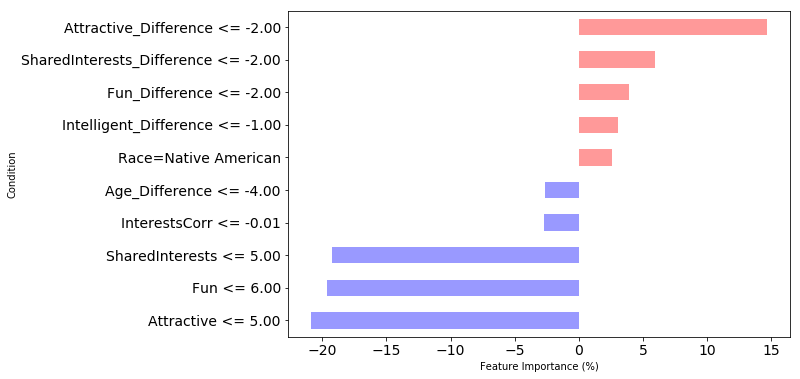 Attractive_Difference <= -2.00
SharedInterests_Difference <= -2.00
Fun_Difference <= -2.00
Intelligent_Difference <= -1.00
Race=Native American
Age_Difference <= -4.00
InterestsCorr <= -0.01
SharedInterests <= 5.00
Fun <= 6.00
Attractive <= 5.00
Condition
−20 −15 −10 −5 0 5 10 15
Feature Importance (%)